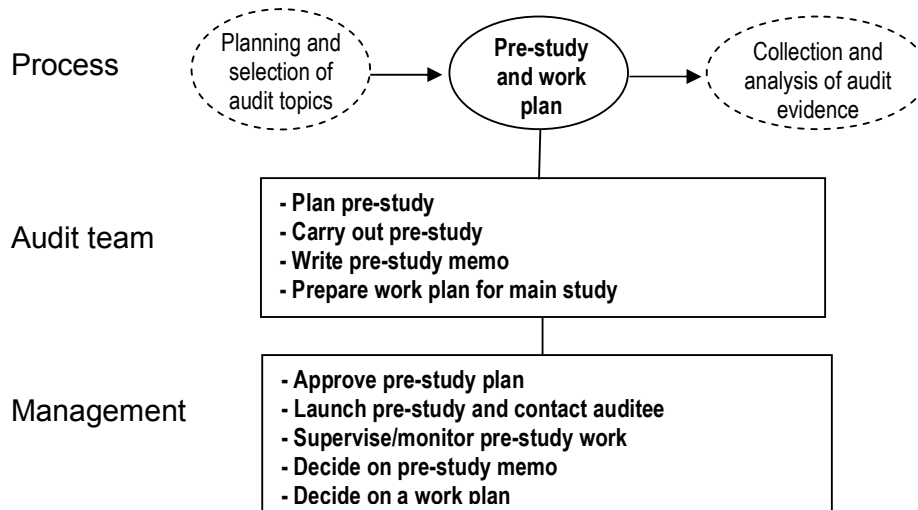 Process
Planning and
selection of
audit topics
Pre-study
and work
plan
Collection and
analysis of audit
evidence
Audit team
- Plan pre-study
- Carry out pre-study
- Write pre-study memo
- Prepare work plan for main study
Management
- Approve pre-study plan
- Launch pre-study and contact auditee
- Supervise/monitor pre-study work
- Decide on pre-study memo
- Decide on a work plan